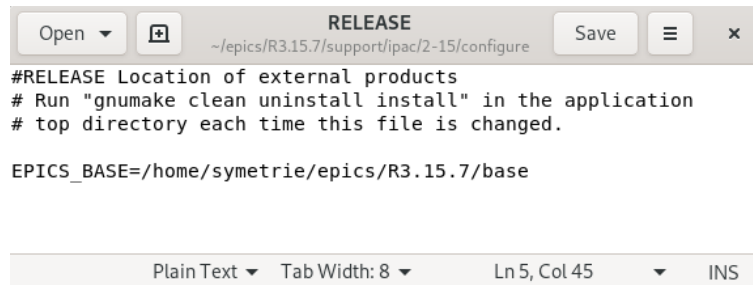 Open
RELEASE
~/epics/R3.15.7/support/ipac/2-15/configure
Save
#RELEASE Location of external products
# Run "gnumake clean uninstall install" in the application
# top directory each time this file is changed.
EPICS_BASE=/home/symetrie/epics/R3.15.7/base
Plain Text Tab Width: 8 Ln 5, Col 45 INS